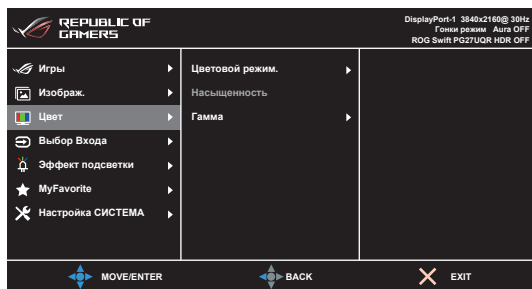 REPUBLIC OF
GAMERS
DisplayPort-1 3840x2160@ 30Hz
Гонки режим Aura OFF
ROG Swift PG27UQR HDR OFF
Игры
Изображ.
Цвет
Выбор Входа
Эффект подсветки
MyFavorite
Настройка СИСТЕМА
Цветовой режим.
Насыщенность
Гамма
MOVE/ENTER
BACK
EXIT